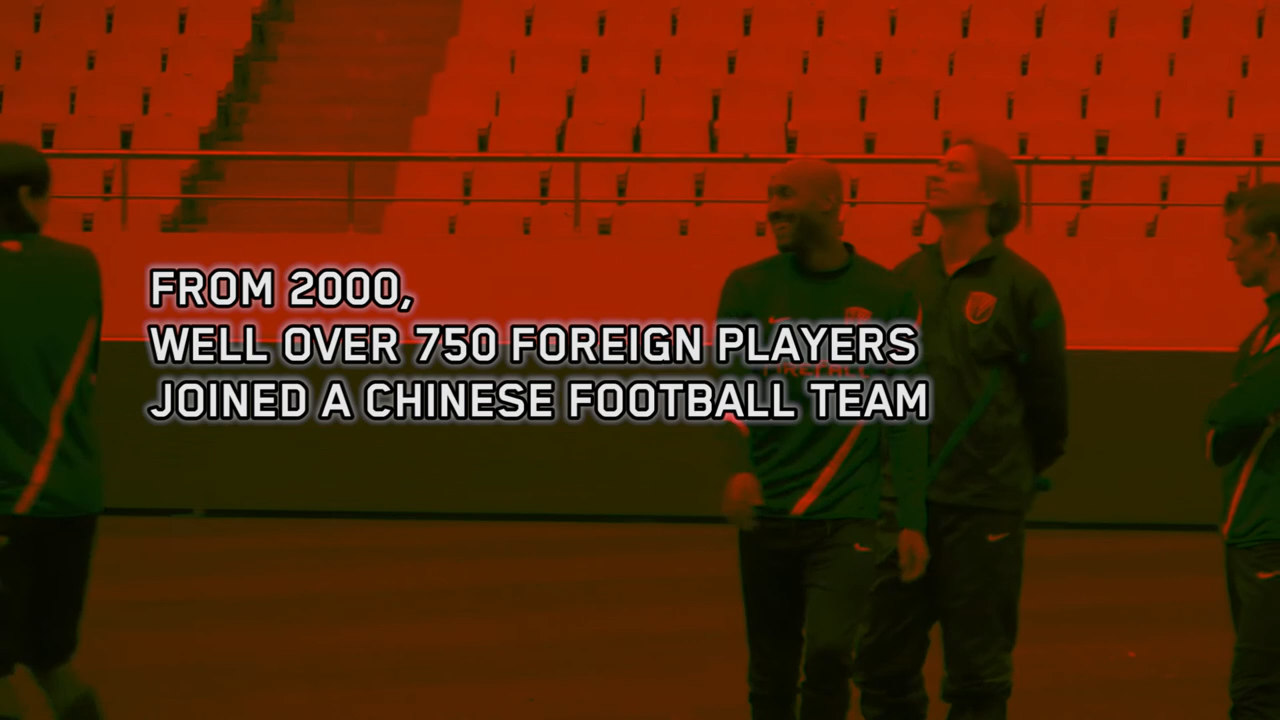 FROM 2000,
WELL OVER 750 FOREIGN PLAYERS
JOINED A CHINESE FOOTBALL TEAM